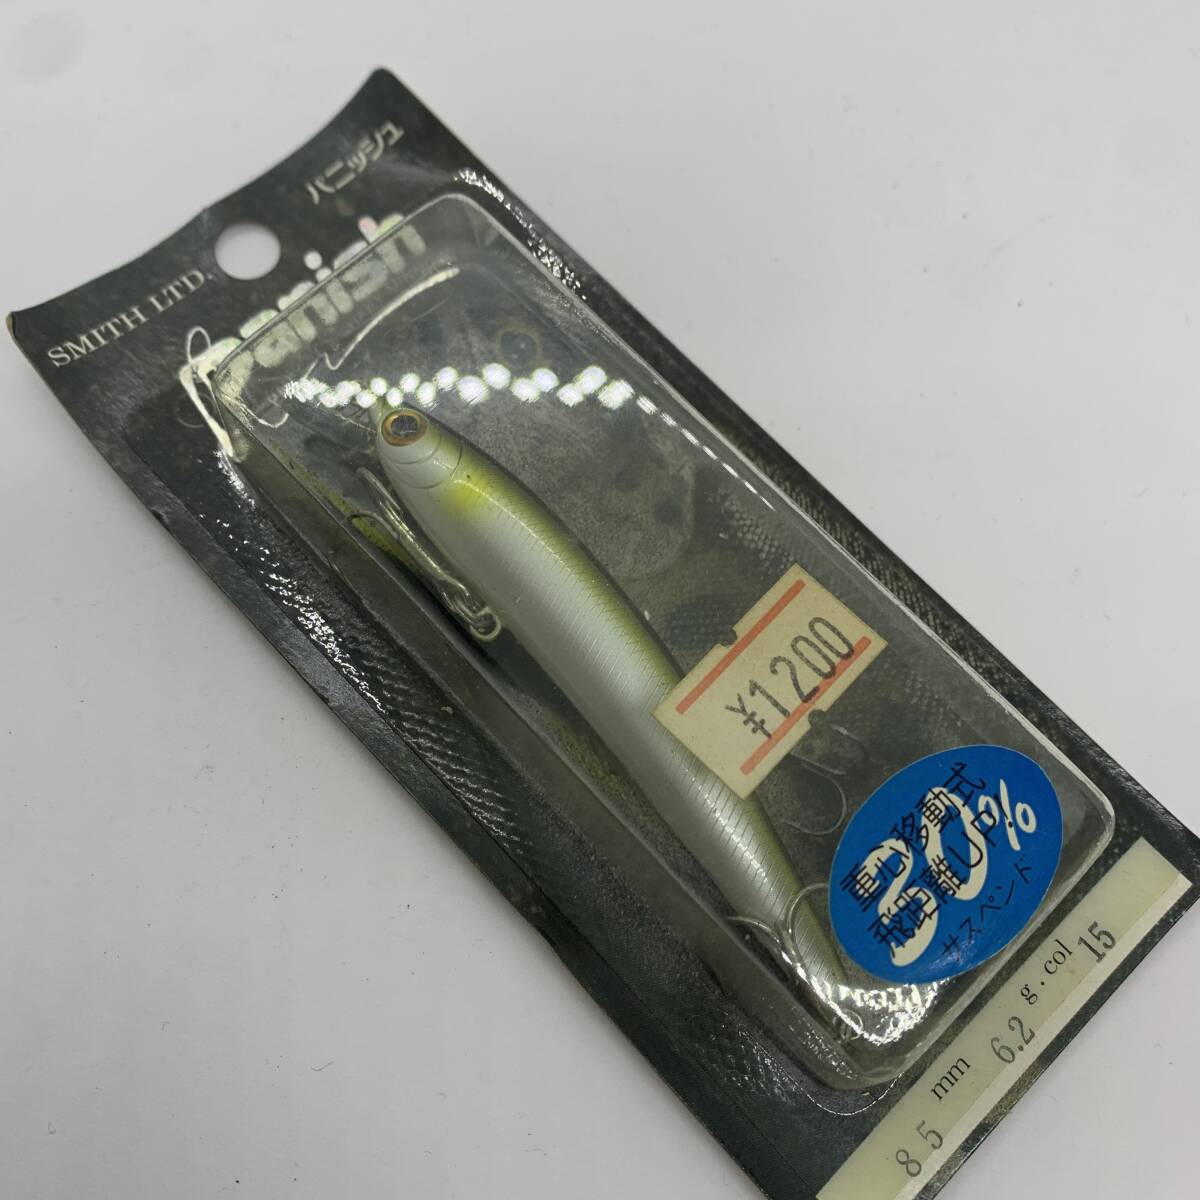 パニッシュ
SMITH LTD.
Panish
¥1200
30%
重心移動式
飛距離UP!
サスペンド
85 mm 6.2 g. col 15